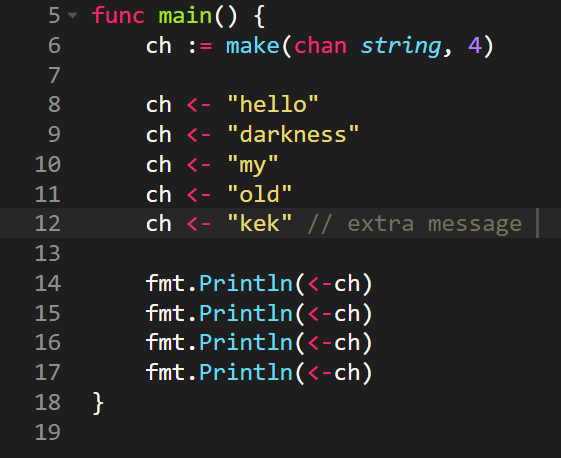 5 func main() {
6 ch := make(chan string, 4)
7
8 ch <- "hello"
9 ch <- "darkness"
10 ch <- "my"
11 ch <- "old"
12 ch <- "kek" // extra message
13
14 fmt.Println(<-ch)
15 fmt.Println(<-ch)
16 fmt.Println(<-ch)
17 fmt.Println(<-ch)
18 }
19